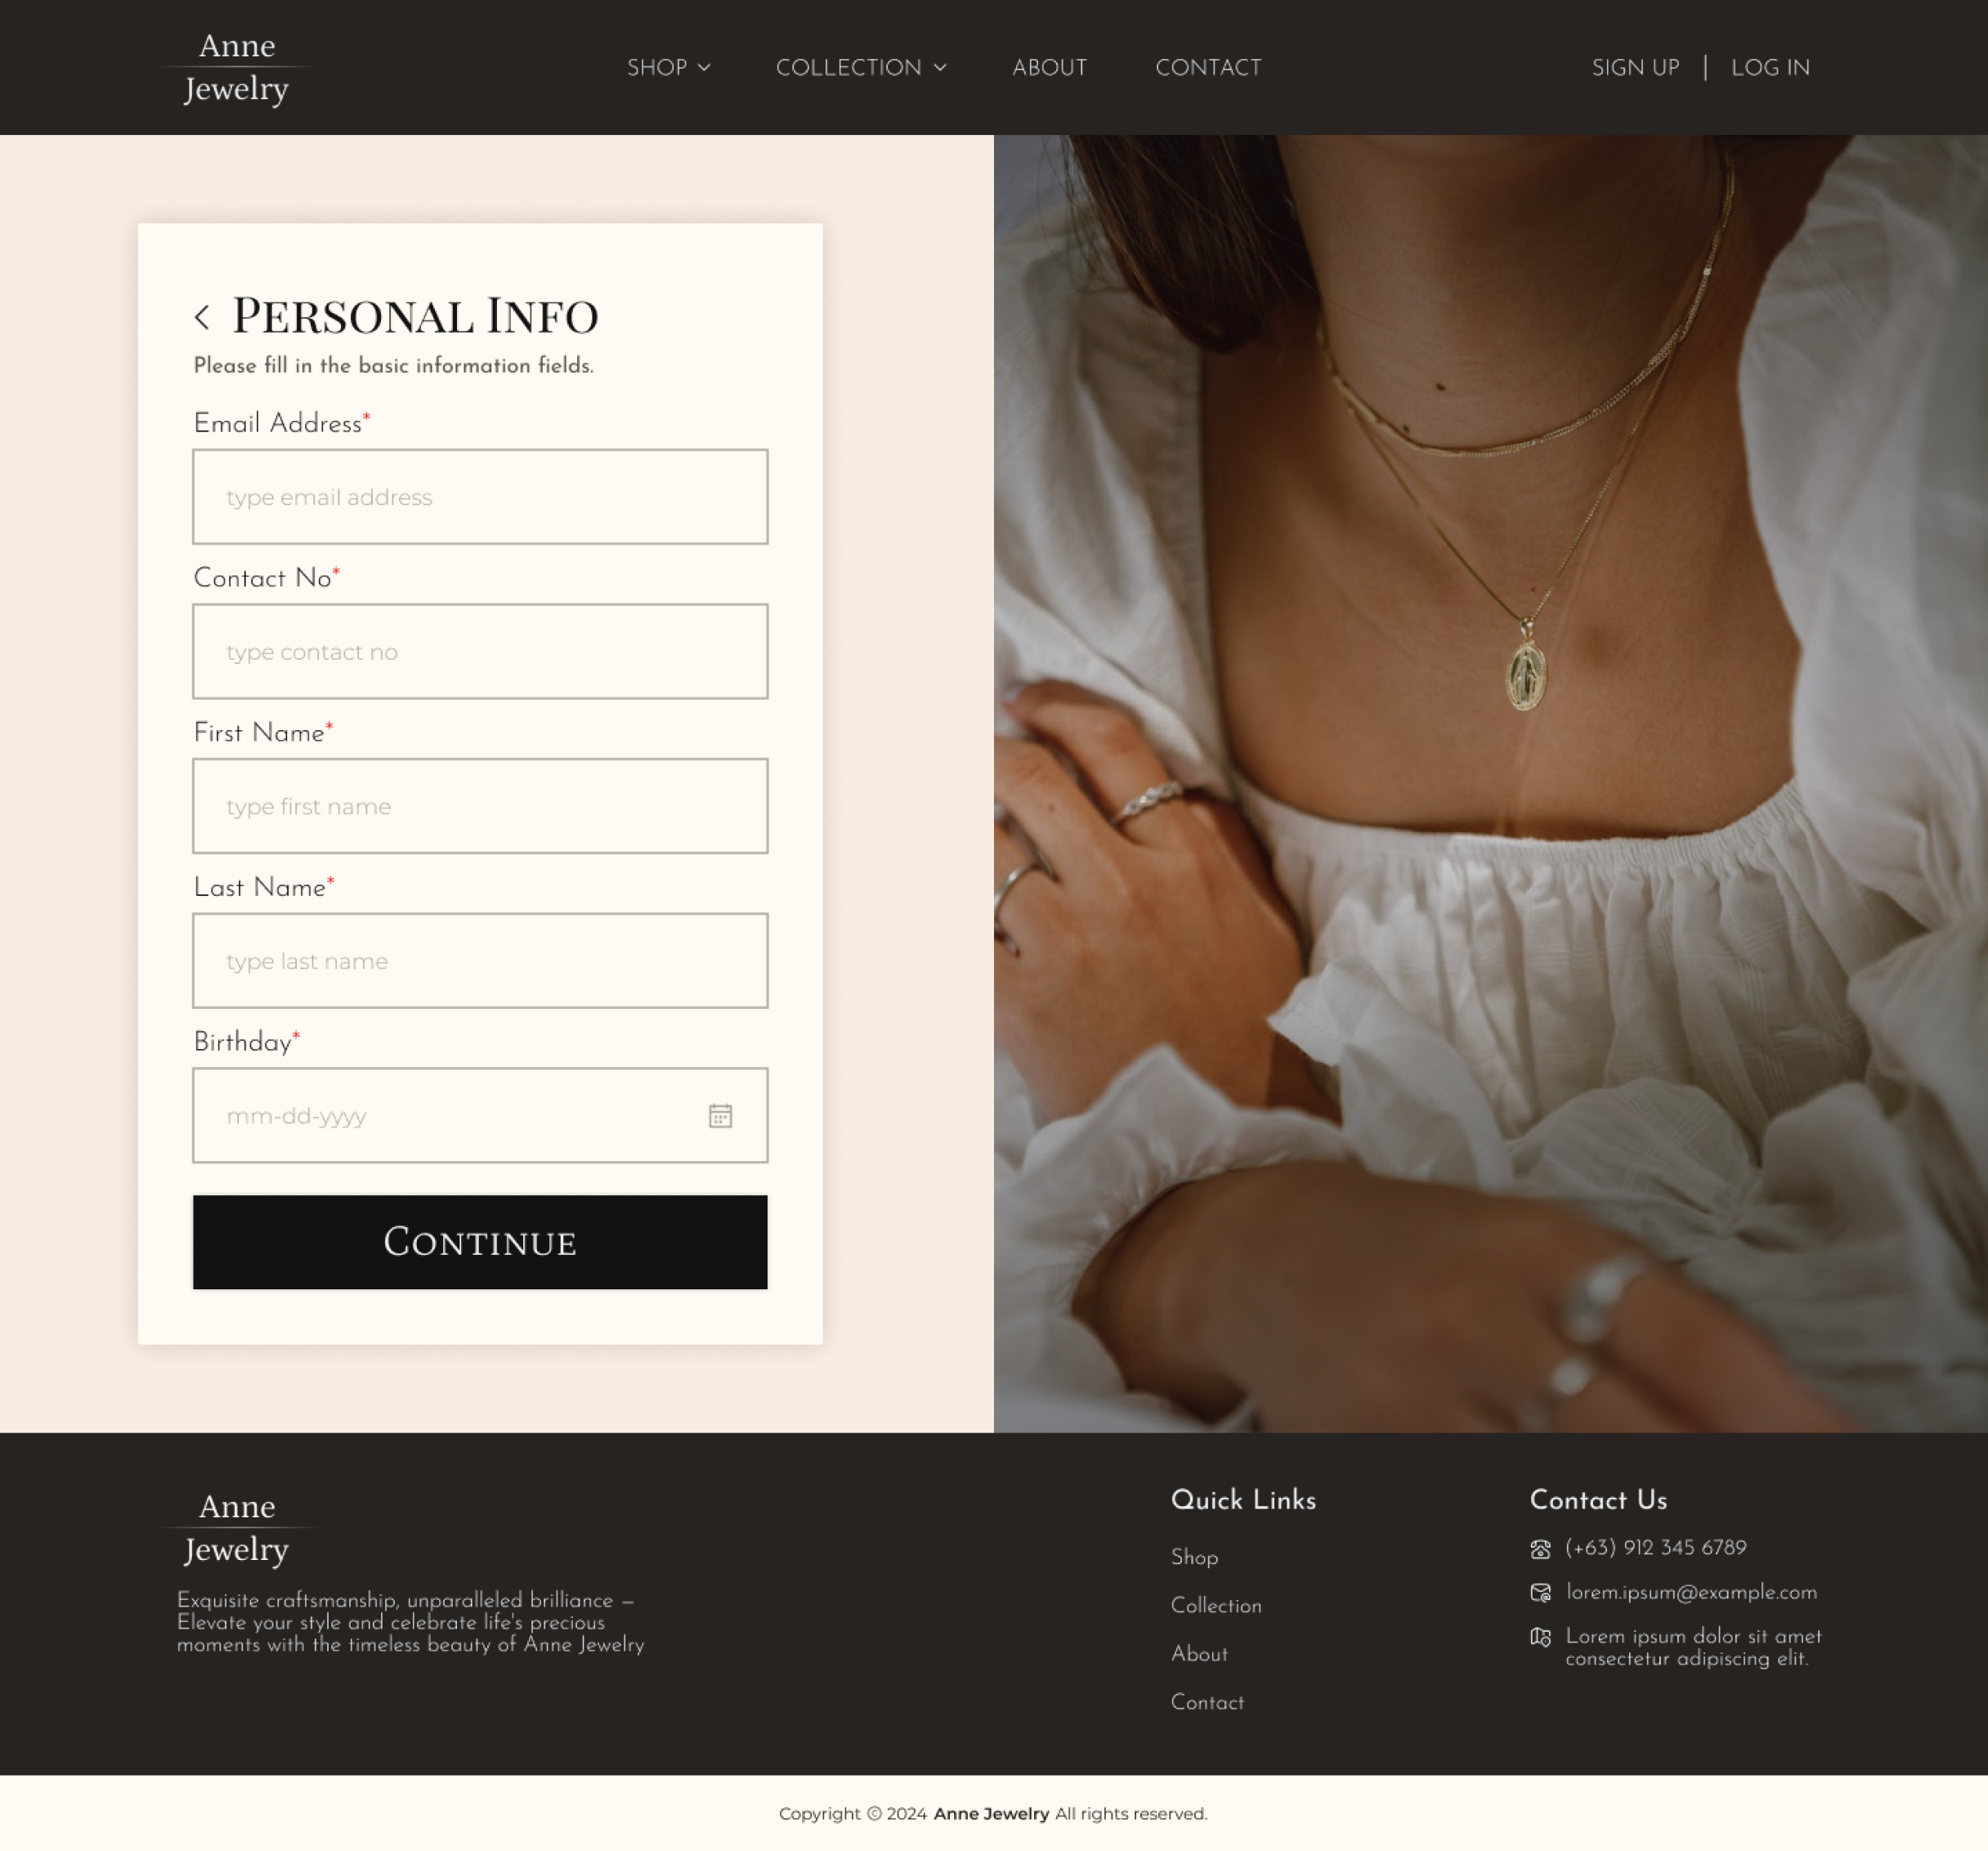 Anne
Jewelry
SHOP
COLLECTION
ABOUT
CONTACT
SIGN UP | LOG IN
Personal Info
Please fill in the basic information fields.
Email Address*
type email address
Contact No*
type contact no
First Name*
type first name
Last Name*
type last name
Birthday*
mm-dd-yyyy
Continue
Anne
Jewelry
Exquisite craftsmanship, unparalleled brilliance –
Elevate your style and celebrate life's precious
moments with the timeless beauty of Anne Jewelry
Quick Links
Shop
Collection
About
Contact
Contact Us
(+63) 912 345 6789
lorem.ipsum@example.com
Lorem ipsum dolor sit amet
consectetur adipiscing elit.
Copyright © 2024 Anne Jewelry All rights reserved.